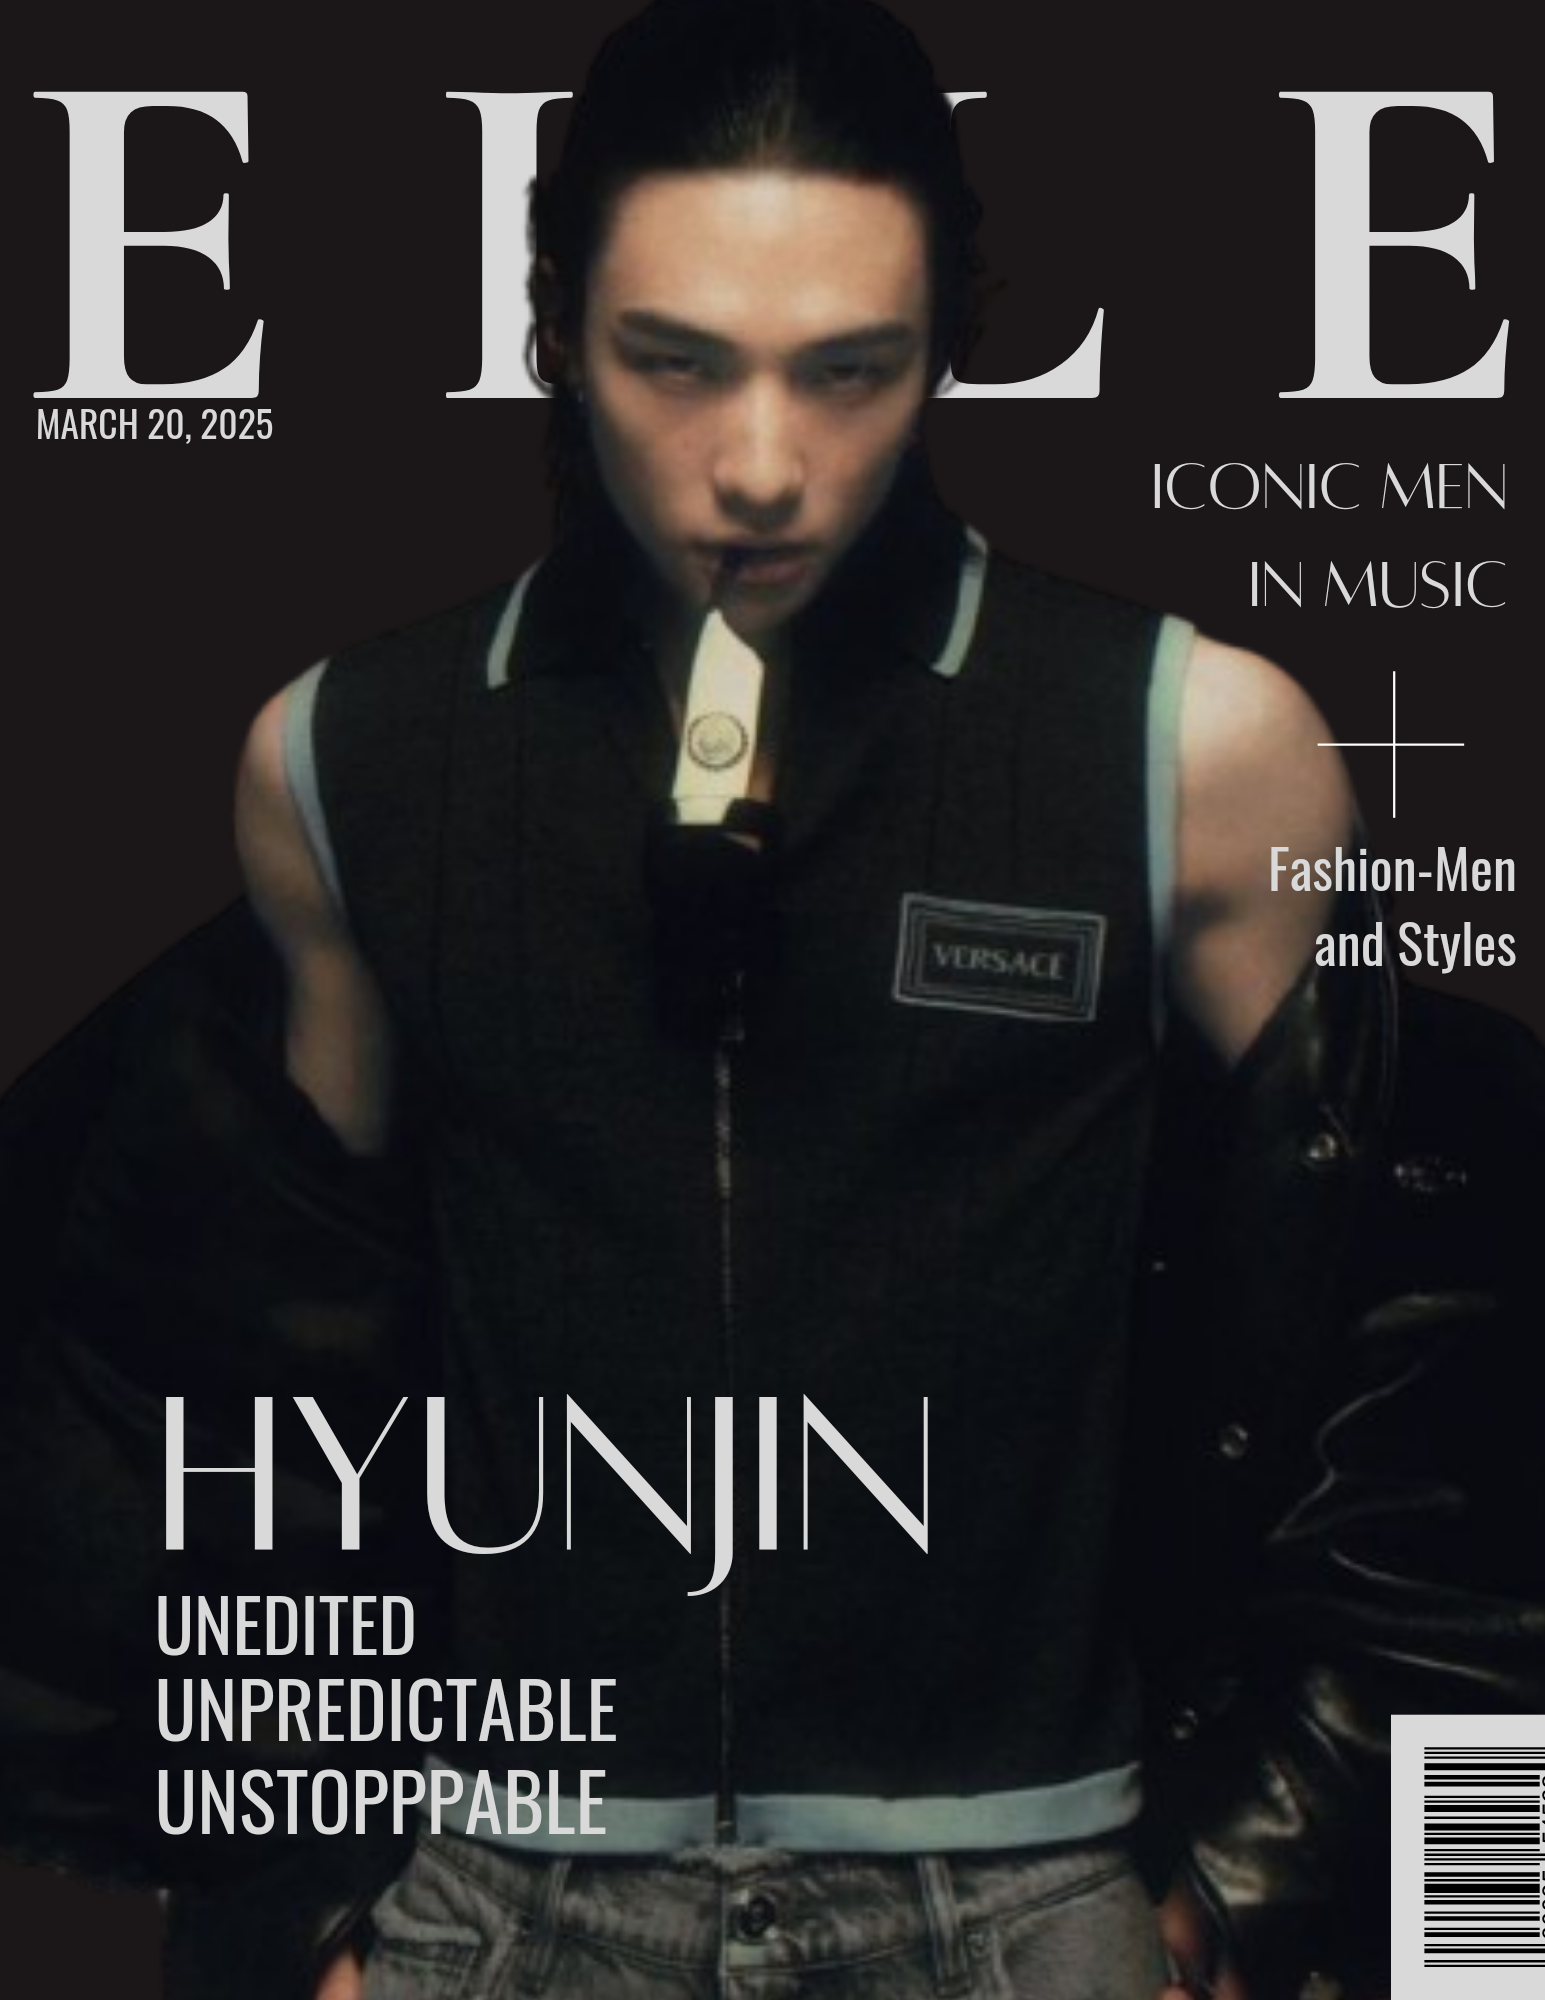 ELLE
MARCH 20, 2025
ICONIC MEN
IN MUSIC
Fashion-Men
and Styles
VERSACE
HYUNJIN
UNEDITED
UNPREDICTABLE
UNSTOPPPABLE